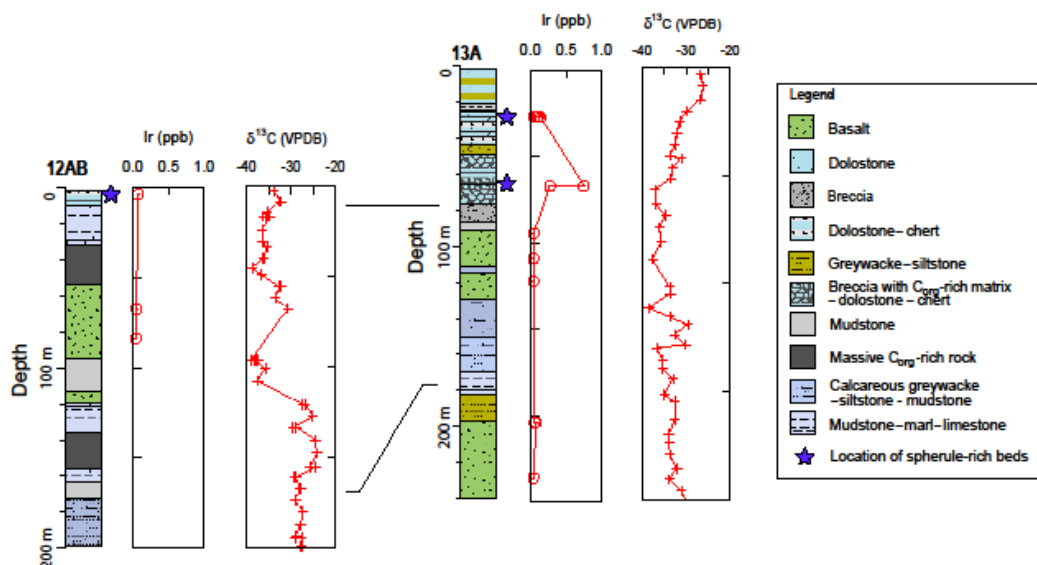 Ir (ppb)
δ¹³C (VPDB)
13A
0.0 0.5 1.0
-40 -30 -20
0
100 m
200 m
Depth
Ir (ppb)
δ¹³C (VPDB)
12AB
0.0 0.5 1.0
-40 -30 -20
0
100 m
200 m
Depth
Legend
Basalt
Dolostone
Breccia
Dolostone-chert
Greywacke-siltstone
Breccia with Corg-rich matrix
-dolostone-chert
Mudstone
Massive Corg-rich rock
Calcareous greywacke
-siltstone-mudstone
Mudstone-marl-limestone
Location of spherule-rich beds